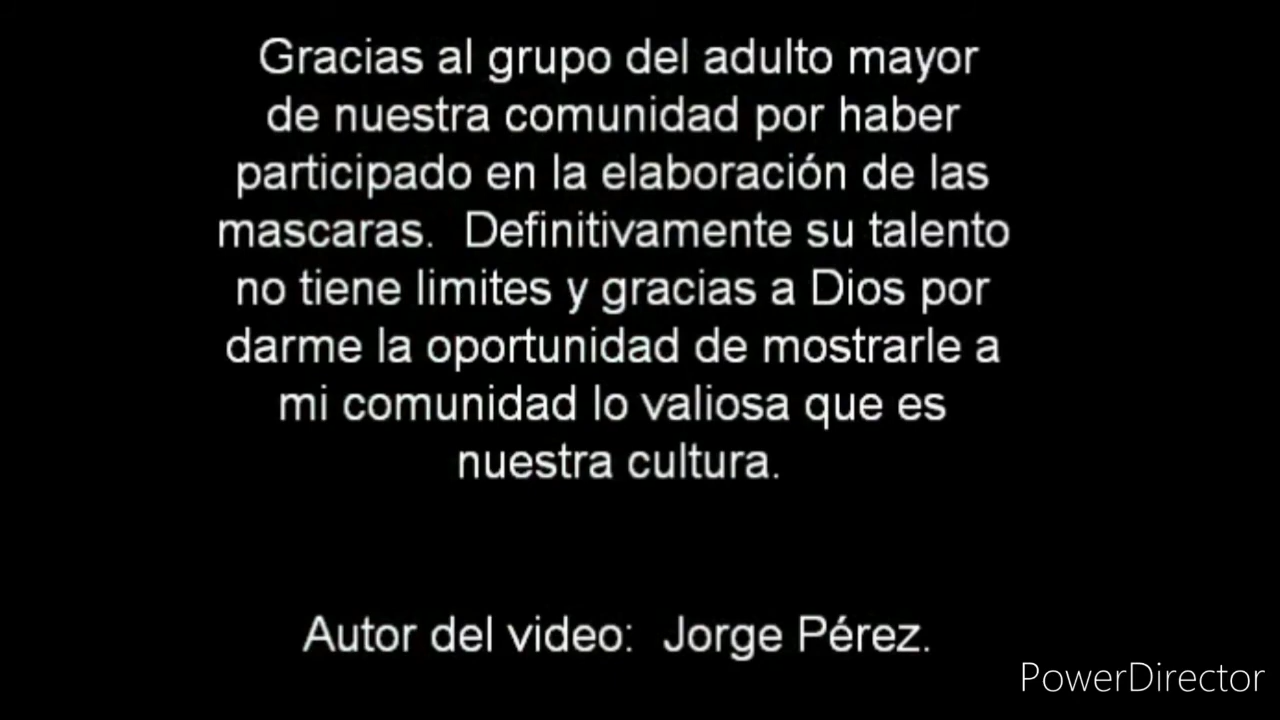 Gracias al grupo del adulto mayor
de nuestra comunidad por haber
participado en la elaboración de las
mascaras.  Definitivamente su talento
no tiene limites y gracias a Dios por
darme la oportunidad de mostrarle a
mi comunidad lo valiosa que es
nuestra cultura.
Autor del video:  Jorge Pérez.
PowerDirector